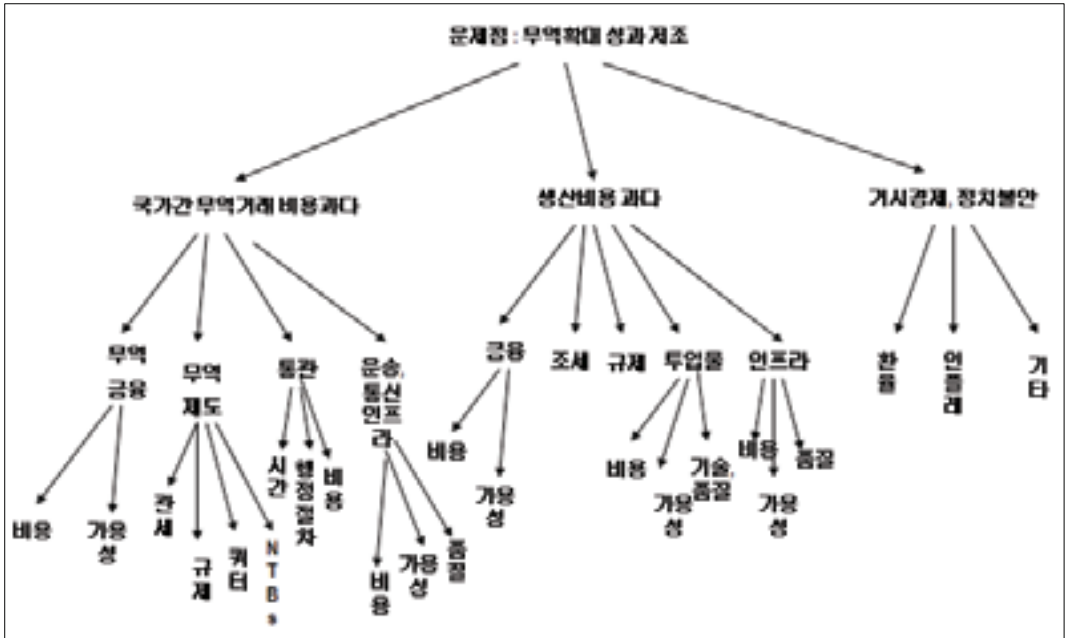 문제점 : 무역확대 성과 저조
국가간 무역거래 비용과다
생산비용 과다
거시경제, 정치불안
무역
금융
무역
제도
통관
운송,
통신
인프
라
금융
조세
규제
투입물
인프라
환
율
인
플
레
기
타
비용
가용
성
관
세
규
제
쿼
터
N
T
B
s
시
간
행
정
절
차
비
용
비
용
가용
성
품
질
비용
가용
성
비용
가용
성
기술,
품질
비용
가용
성
품질